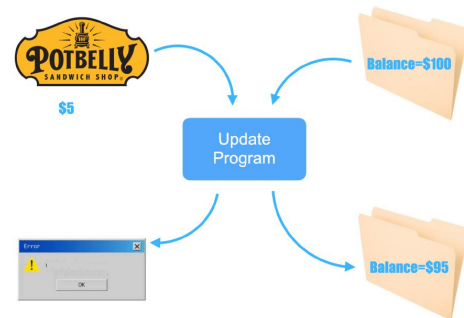 POTBELLY
SANDWICH SHOP®
$5
Balance=$100
Update
Program
Error
OK
Balance=$95